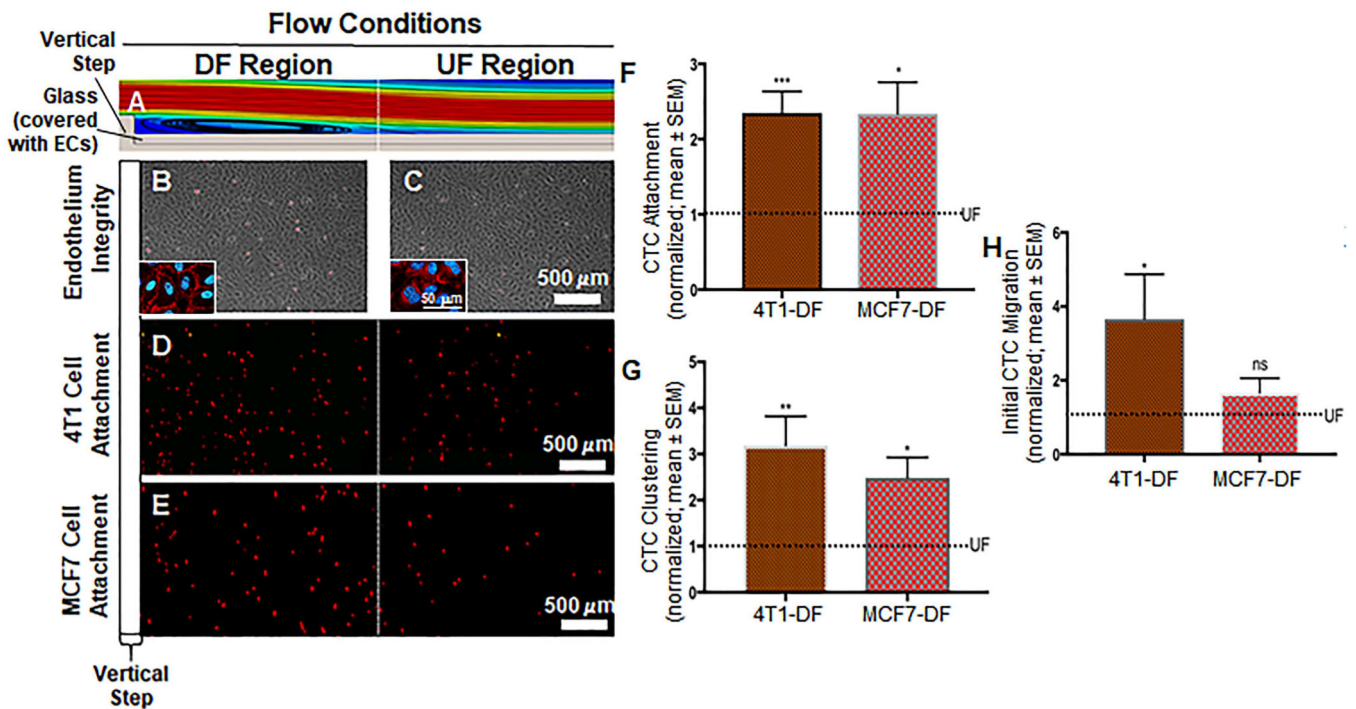 Flow Conditions
Vertical
Step
DF Region
UF Region
Glass
(covered
with ECs)
A
Endothelium
Integrity
B
C
500 μm
50 μm
4T1 Cell
Attachment
D
500 μm
MCF7 Cell
Attachment
E
500 μm
Vertical
Step
F
CTC Attachment
(normalized; mean ± SEM)
3
2
1
0
***
*
UF
4T1-DF
MCF7-DF
G
CTC Clustering
(normalized; mean ± SEM)
5
4
3
2
1
0
**
*
UF
4T1-DF
MCF7-DF
H
Initial CTC Migration
(normalized; mean ± SEM)
6
4
2
0
*
ns
UF
4T1-DF
MCF7-DF